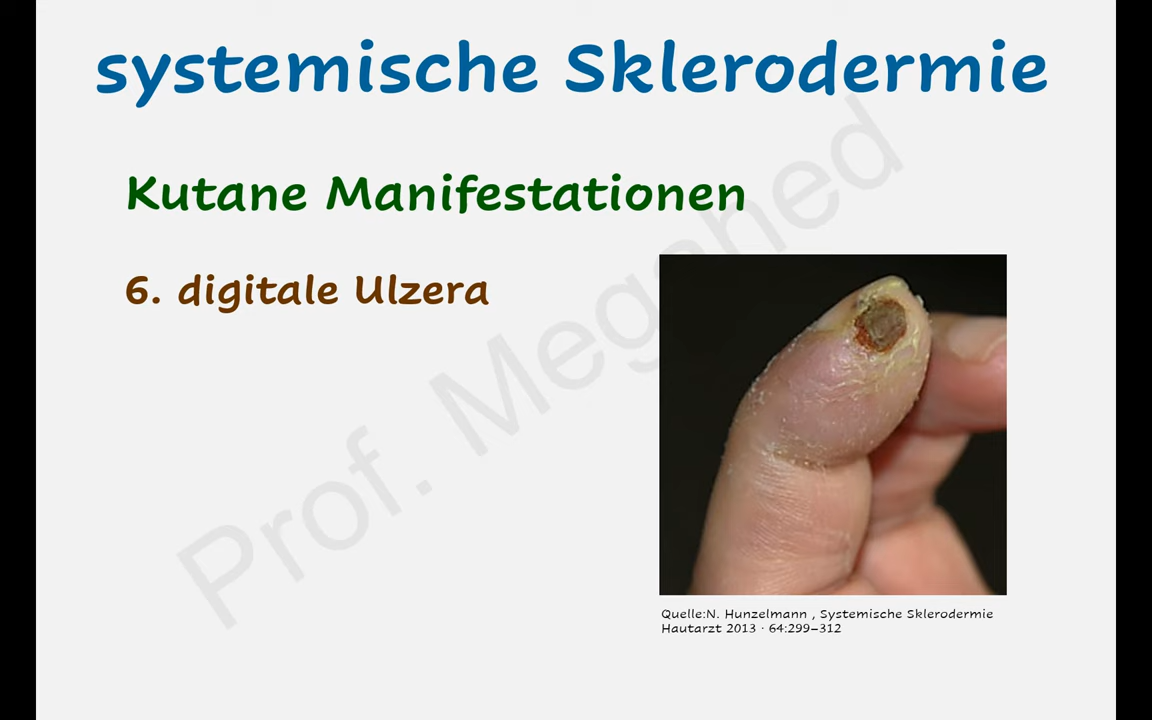 systemische Sklerodermie
Kutane Manifestationen
6. digitale Ulzera
Prof. Megahed
Quelle:N. Hunzelmann , Systemische Sklerodermie
Hautarzt 2013 · 64:299–312